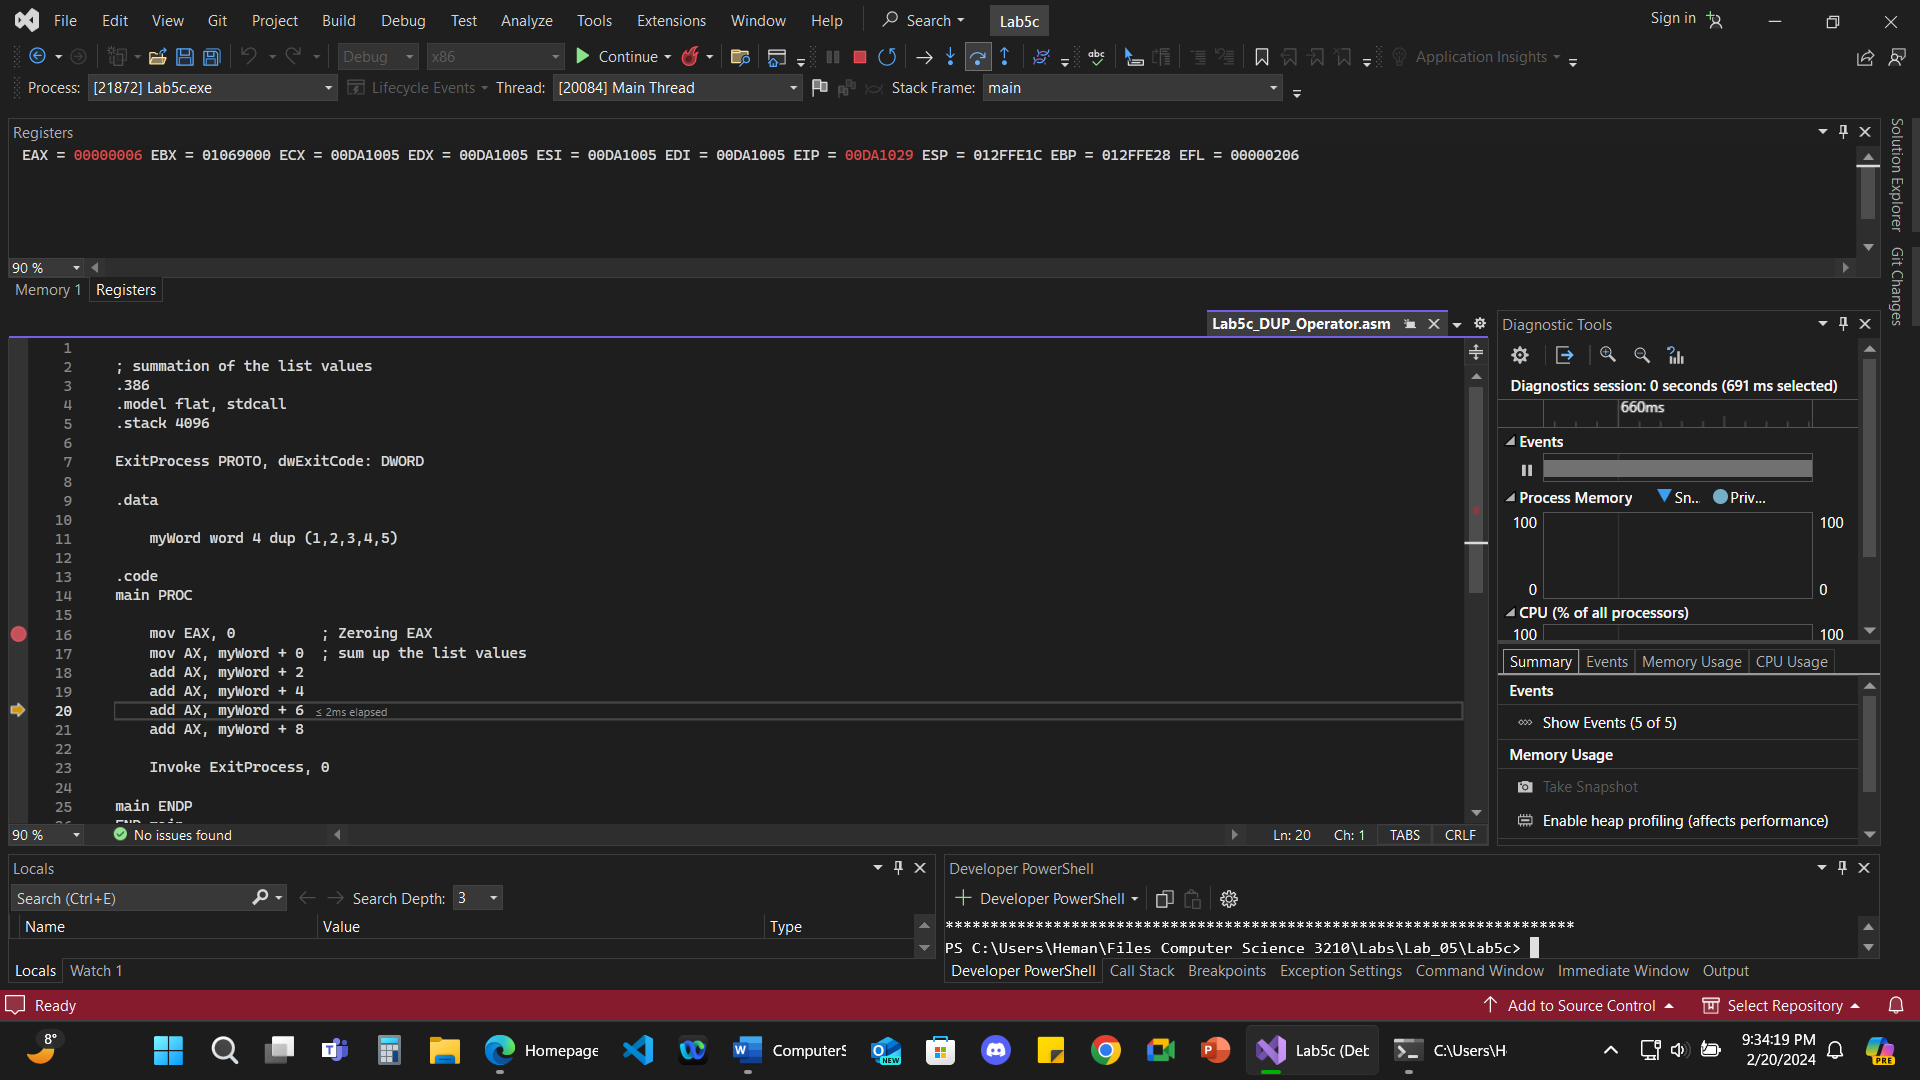 File Edit View Git Project Build Debug Test Analyze Tools Extensions Window Help Search Lab5c Sign in
Debug x86 Continue Application Insights
Process: [21872] Lab5c.exe Lifecycle Events Thread: [20084] Main Thread Stack Frame: main
Registers
EAX = 00000006 EBX = 01069000 ECX = 00DA1005 EDX = 00DA1005 ESI = 00DA1005 EDI = 00DA1005 EIP = 00DA1029 ESP = 012FFE1C EBP = 012FFE28 EFL = 00000206
90 %
Memory 1 Registers
Solution Explorer
Git Changes
Lab5c_DUP_Operator.asm
1
2 ; summation of the list values
3 .386
4 .model flat, stdcall
5 .stack 4096
6
7 ExitProcess PROTO, dwExitCode: DWORD
8
9 .data
10
11 myWord word 4 dup (1,2,3,4,5)
12
13 .code
14 main PROC
15
16 mov EAX, 0 ; Zeroing EAX
17 mov AX, myWord + 0 ; sum up the list values
18 add AX, myWord + 2
19 add AX, myWord + 4
20 add AX, myWord + 6 ≤ 2ms elapsed
21 add AX, myWord + 8
22
23 Invoke ExitProcess, 0
24
25 main ENDP
26 END main
90 % No issues found Ln: 20 Ch: 1 TABS CRLF
Diagnostic Tools
Diagnostics session: 0 seconds (691 ms selected)
660ms
Events
Process Memory Sn... Priv...
100 100
0 0
CPU (% of all processors)
100 100
Summary Events Memory Usage CPU Usage
Events
Show Events (5 of 5)
Memory Usage
Take Snapshot
Enable heap profiling (affects performance)
Locals
Search (Ctrl+E) Search Depth: 3
Name Value Type
Locals Watch 1
Developer PowerShell
Developer PowerShell
**********************************************************************
PS C:\Users\Heman\Files Computer Science 3210\Labs\Lab_05\Lab5c>
Developer PowerShell Call Stack Breakpoints Exception Settings Command Window Immediate Window Output
Ready Add to Source Control Select Repository
8° Homepage ComputerS NEW Lab5c (Deb C:\Users\H 9:34:19 PM PRE
2/20/2024